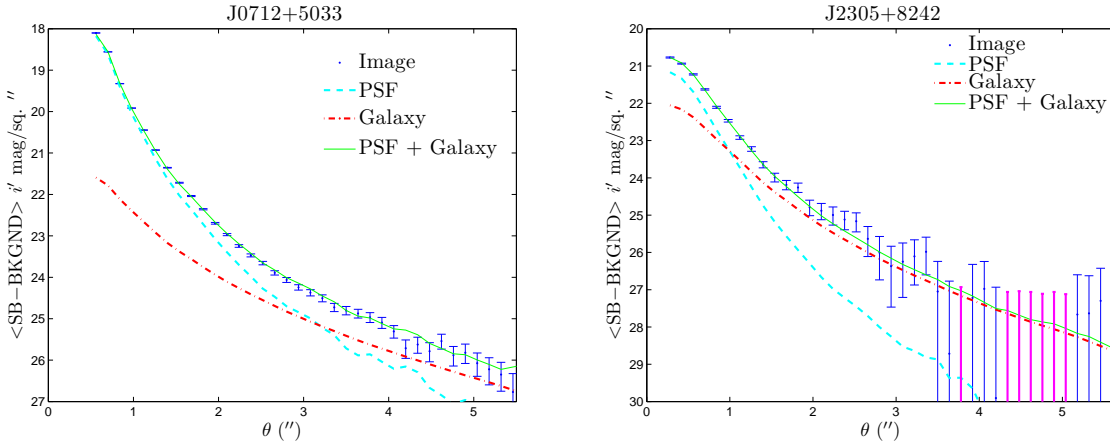 J0712+5033
<SB−BKGND> i′ mag/sq. ″
18
19
20
21
22
23
24
25
26
27
0
1
2
3
4
5
θ (″)
Image
PSF
Galaxy
PSF + Galaxy
J2305+8242
<SB−BKGND> i′ mag/sq. ″
20
21
22
23
24
25
26
27
28
29
30
0
1
2
3
4
5
θ (″)
Image
PSF
Galaxy
PSF + Galaxy